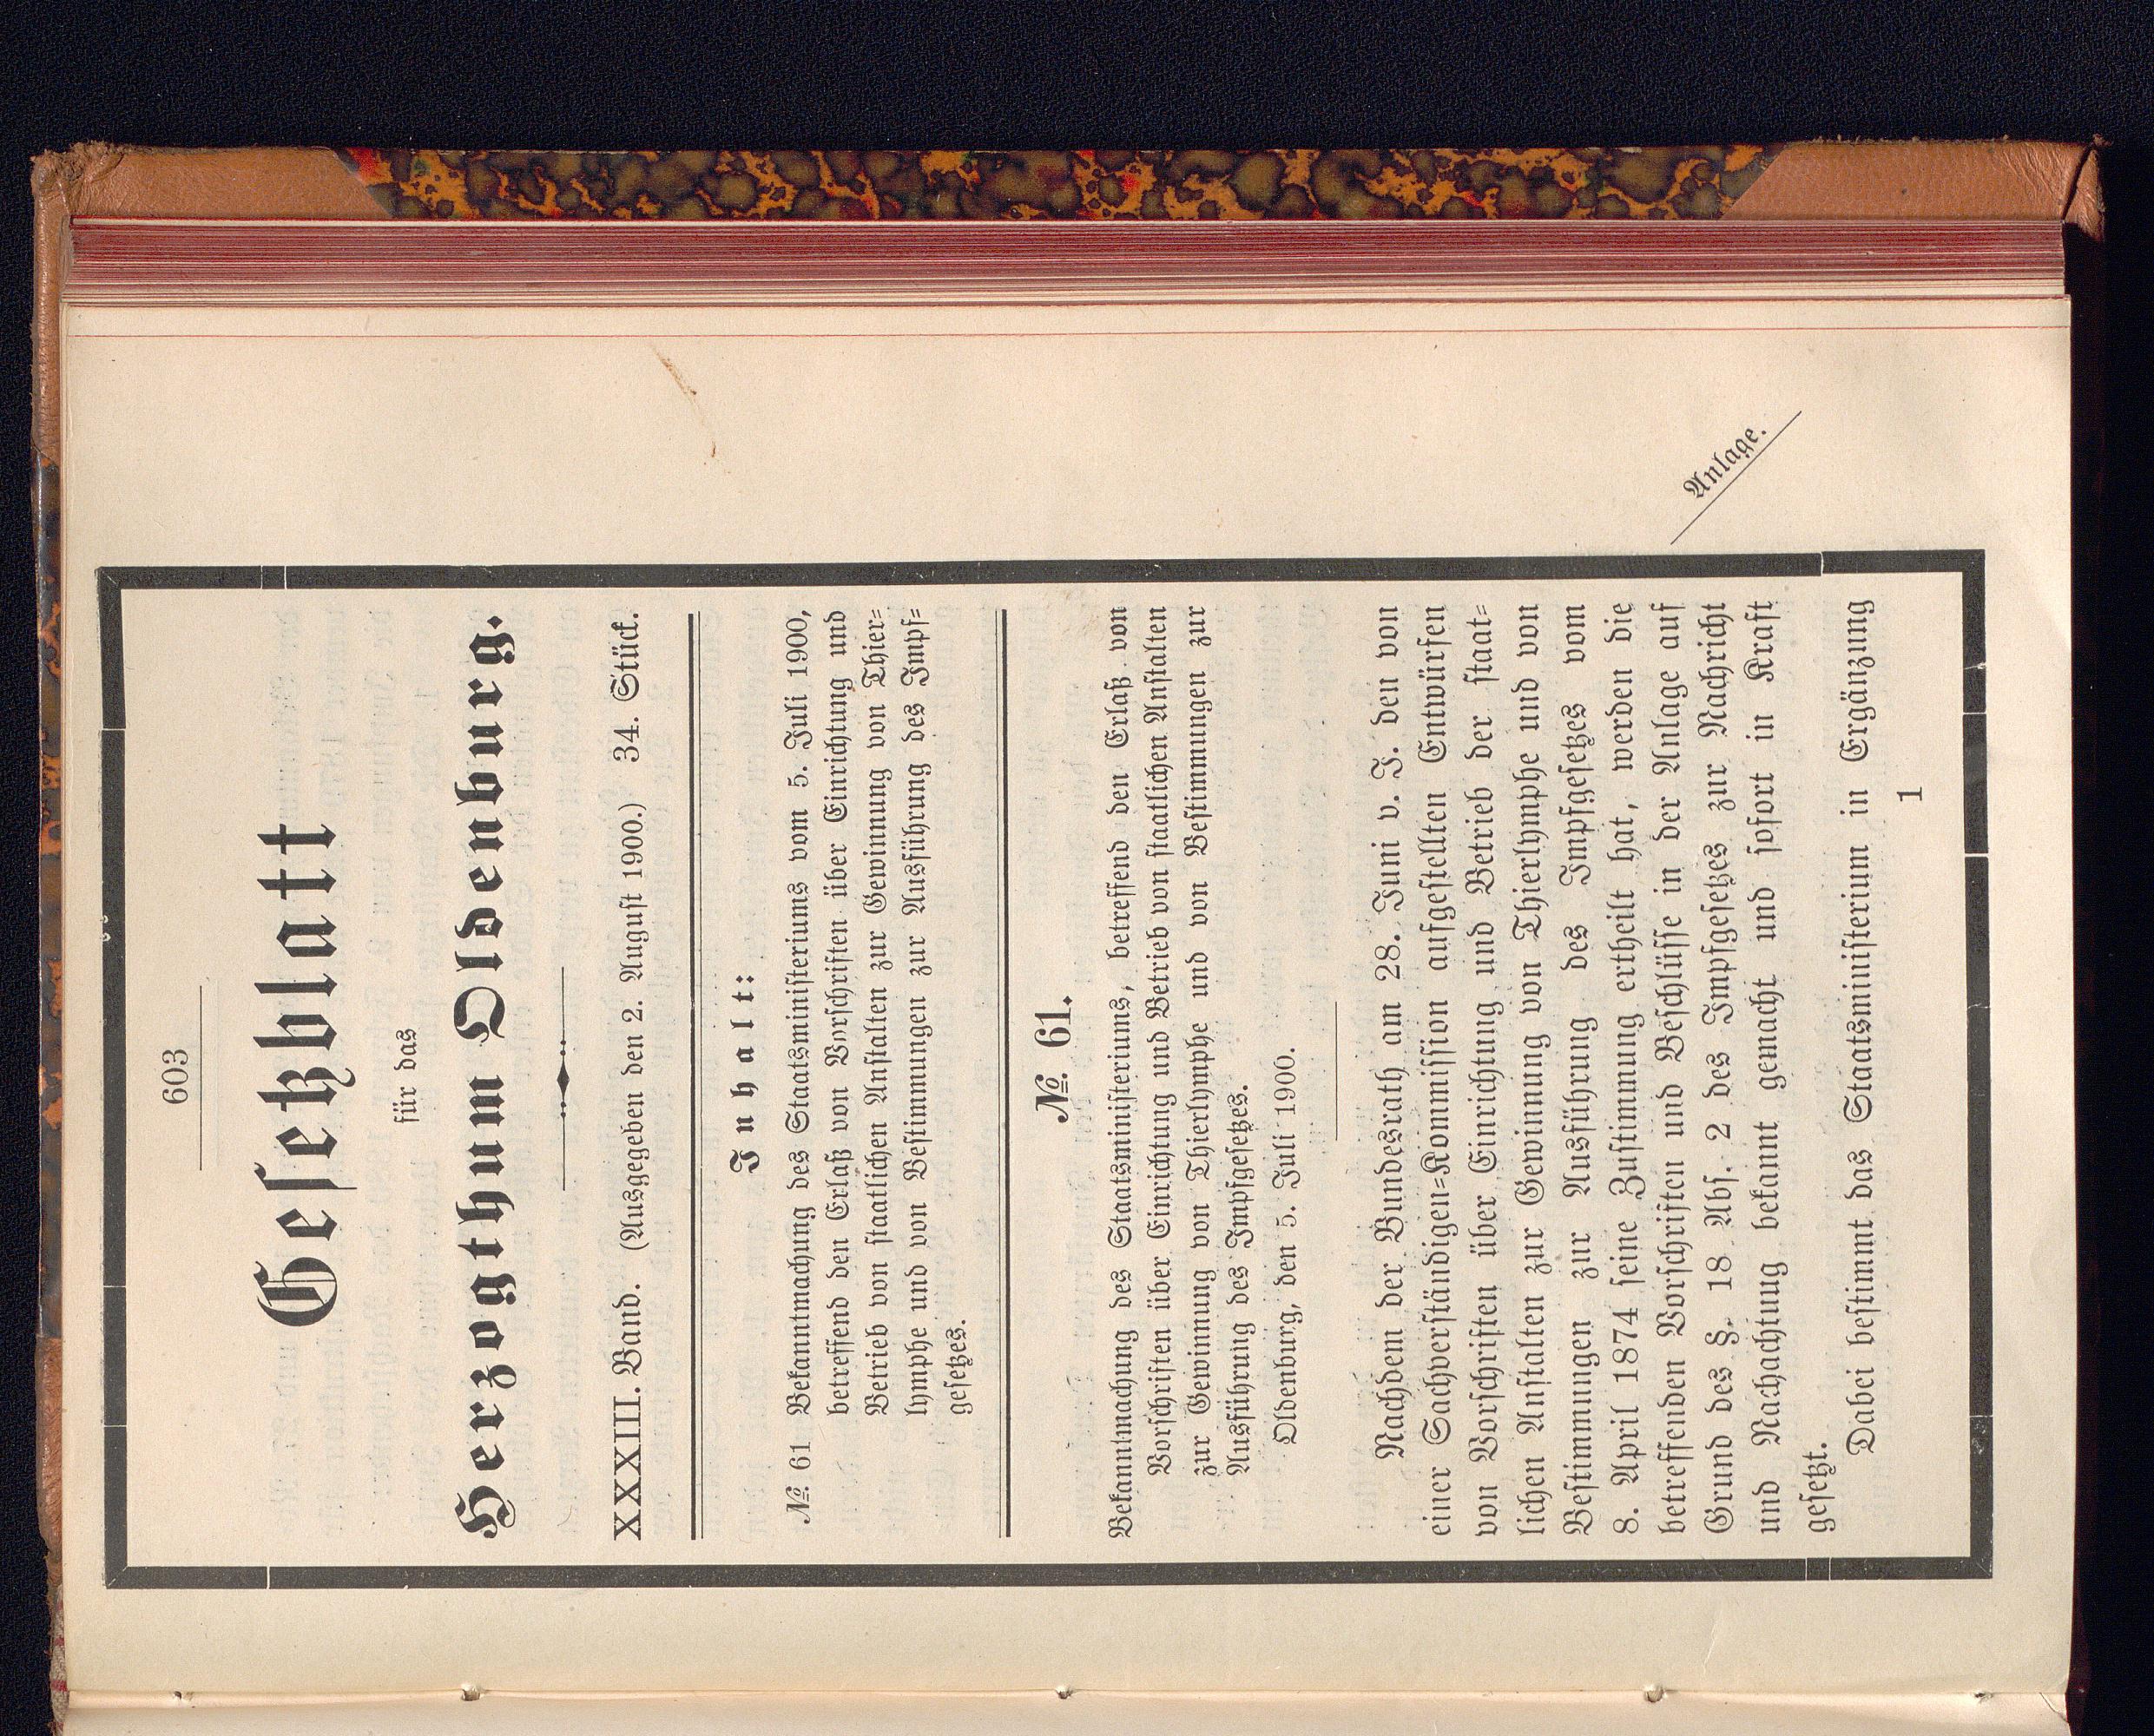 603
Gesetzblatt
für das
Herzogthum Oldenburg.
XXXIII. Band. (Ausgegeben den 2. August 1900.) 34. Stück.
Inhalt:
№. 61 Bekanntmachung des Staatsministeriums vom 5. Juli 1900,
betreffend den Erlaß von Vorschriften über Einrichtung und
Betrieb von staatlichen Anstalten zur Gewinnung von Thier=
lymphe und von Bestimmungen zur Ausführung des Impf=
gesetzes.
№. 61.
Bekanntmachung des Staatsministeriums, betreffend den Erlaß von
Vorschriften über Einrichtung und Betrieb von staatlichen Anstalten
zur Gewinnung von Thierlymphe und von Bestimmungen zur
Ausführung des Impfgesetzes.
Oldenburg, den 5. Juli 1900.
Nachdem der Bundesrath am 28. Juni v. J. den von
einer Sachverständigen=Kommission aufgestellten Entwürfen
von Vorschriften über Einrichtung und Betrieb der staat=
lichen Anstalten zur Gewinnung von Thierlymphe und von
Bestimmungen zur Ausführung des Impfgesetzes vom
8. April 1874 seine Zustimmung ertheilt hat, werden die
betreffenden Vorschriften und Beschlüsse in der Anlage auf
Anlage.
Grund des §. 18 Abs. 2 des Impfgesetzes zur Nachricht
und Nachachtung bekannt gemacht und sofort in Kraft
gesetzt.
Dabei bestimmt das Staatsministerium in Ergänzung
1